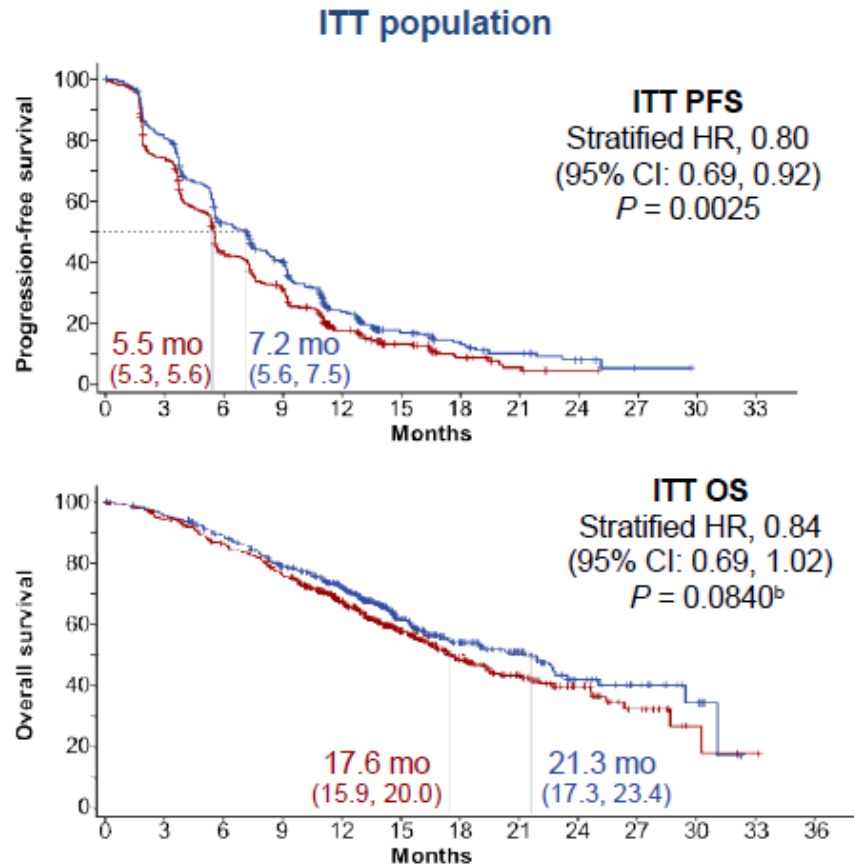 ITT population
Progression-free survival
100
80
60
40
20
0
ITT PFS
Stratified HR, 0.80
(95% CI: 0.69, 0.92)
P = 0.0025
5.5 mo
(5.3, 5.6)
7.2 mo
(5.6, 7.5)
0 3 6 9 12 15 18 21 24 27 30 33
Months
Overall survival
100
80
60
40
20
0
ITT OS
Stratified HR, 0.84
(95% CI: 0.69, 1.02)
P = 0.0840ᵇ
17.6 mo
(15.9, 20.0)
21.3 mo
(17.3, 23.4)
0 3 6 9 12 15 18 21 24 27 30 33 36
Months